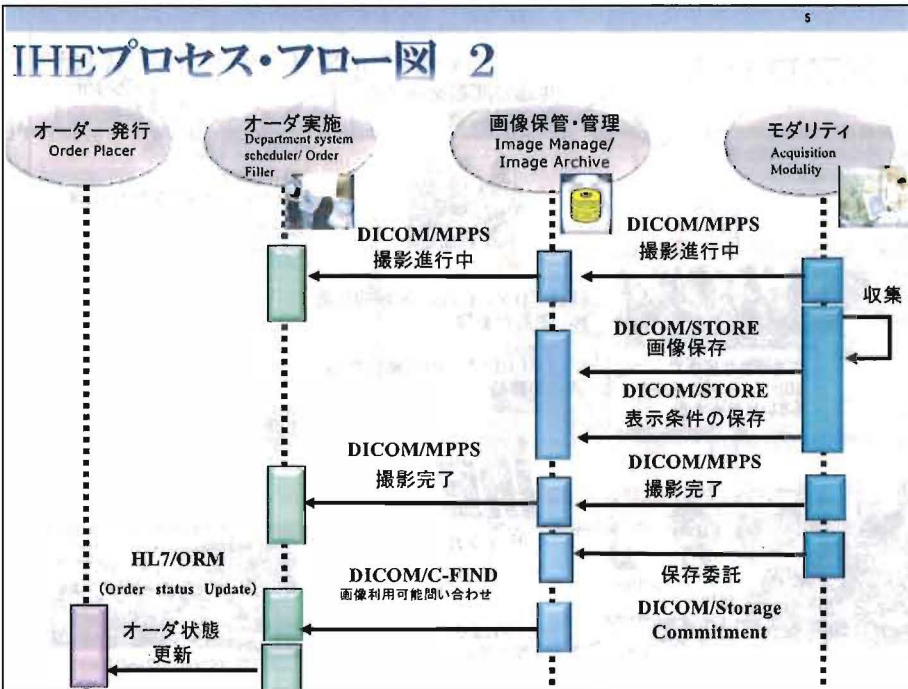 5
IHEプロセス・フロー図 2
オーダー発行
Order Placer
オーダ実施
Department system
scheduler/ Order
Filler
画像保管・管理
Image Manage/
Image Archive
モダリティ
Acquisition
Modality
DICOM/MPPS
撮影進行中
DICOM/MPPS
撮影進行中
収集
DICOM/STORE
画像保存
DICOM/STORE
表示条件の保存
DICOM/MPPS
撮影完了
DICOM/MPPS
撮影完了
HL7/ORM
(Order status Update)
DICOM/C-FIND
画像利用可能問い合わせ
保存委託
DICOM/Storage
Commitment
オーダ状態
更新